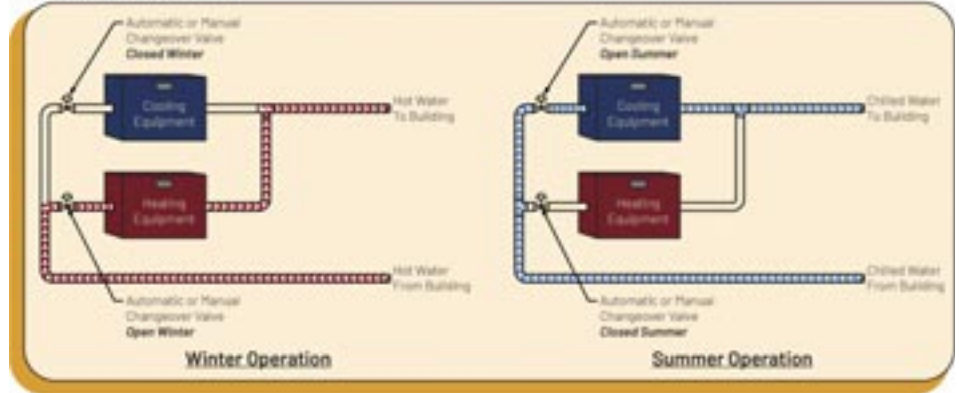 Automatic or Manual
Changeover Valve
Closed Winter
Cooling
Equipment
Hot Water
To Building
Heating
Equipment
Hot Water
From Building
Automatic or Manual
Changeover Valve
Open Winter
Winter Operation
Automatic or Manual
Changeover Valve
Open Summer
Cooling
Equipment
Chilled Water
To Building
Heating
Equipment
Chilled Water
From Building
Automatic or Manual
Changeover Valve
Closed Summer
Summer Operation